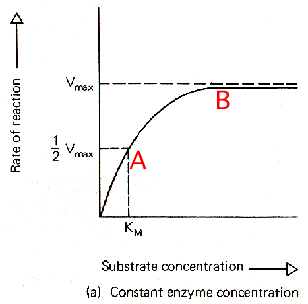 Rate of reaction
Vmax
B
1/2 Vmax
A
KM
Substrate concentration
(a) Constant enzyme concentration